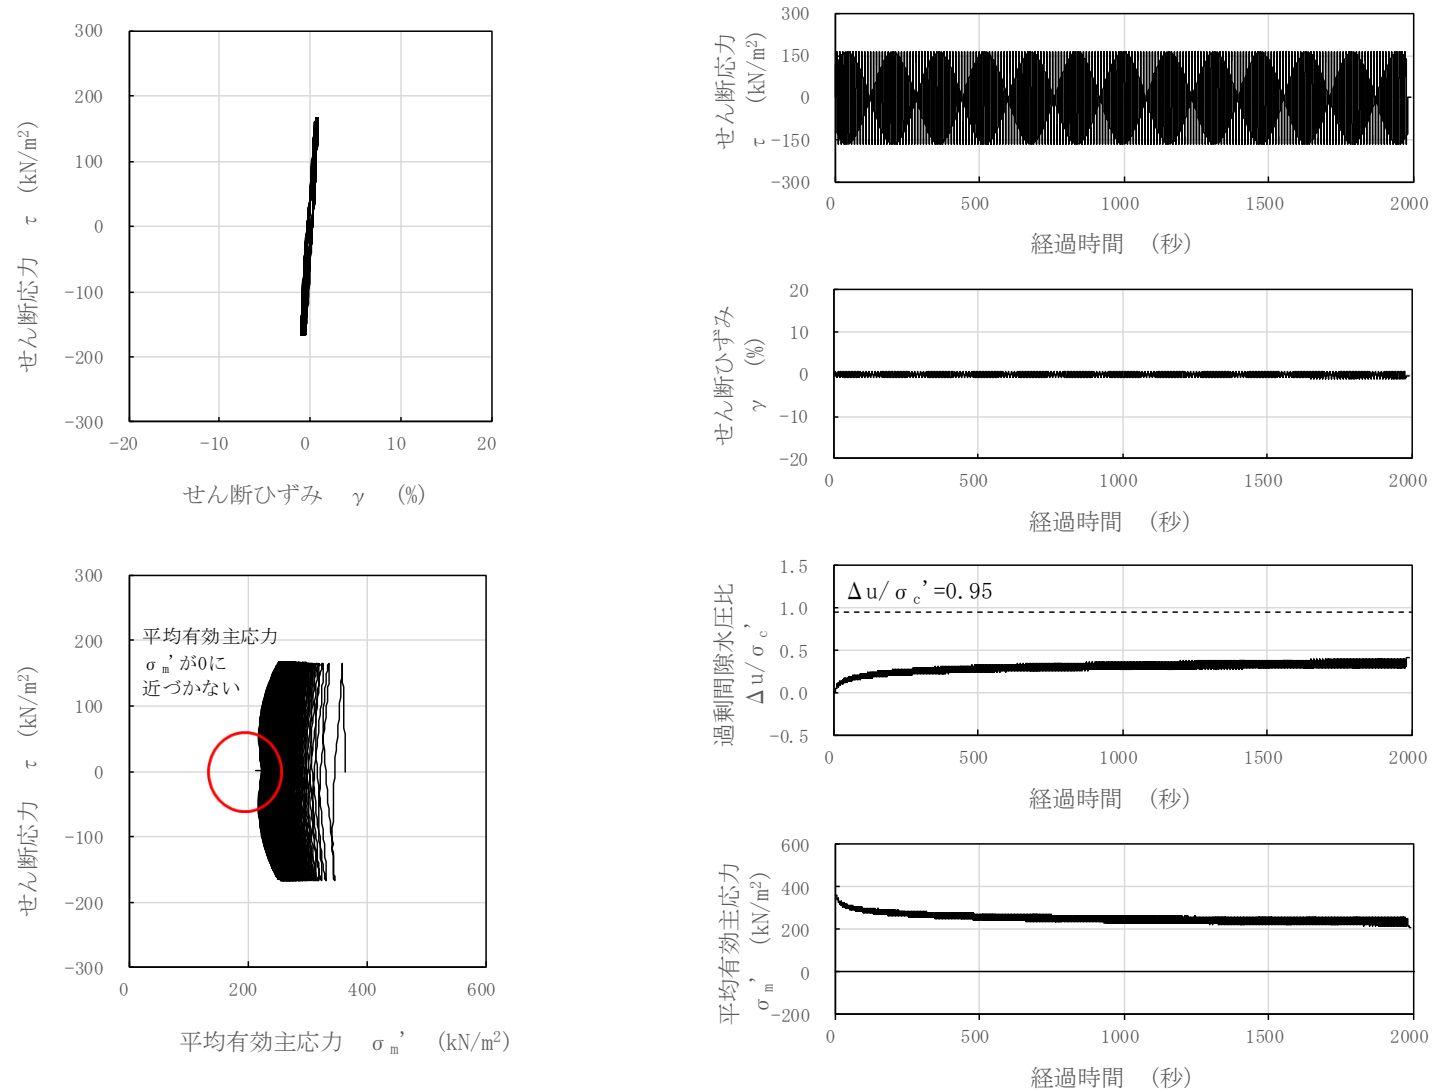 300
200
100
0
-100
-200
-300
せん断応力 τ (kN/m²)
-20 -10 0 10 20
せん断ひずみ γ (%)
300
200
100
0
-100
-200
-300
せん断応力 τ (kN/m²)
平均有効主応力
σm'が0に
近づかない
0 200 400 600
平均有効主応力 σm' (kN/m²)
300
150
0
-150
-300
せん断応力
τ (kN/m²)
0 500 1000 1500 2000
経過時間 (秒)
20
10
0
-10
-20
せん断ひずみ
γ (%)
0 500 1000 1500 2000
経過時間 (秒)
1.5
1.0
0.5
0.0
-0.5
過剰間隙水圧比
Δu/σc'
Δu/σc'=0.95
0 500 1000 1500 2000
経過時間 (秒)
600
400
200
0
-200
平均有効主応力
σm' (kN/m²)
0 500 1000 1500 2000
経過時間 (秒)